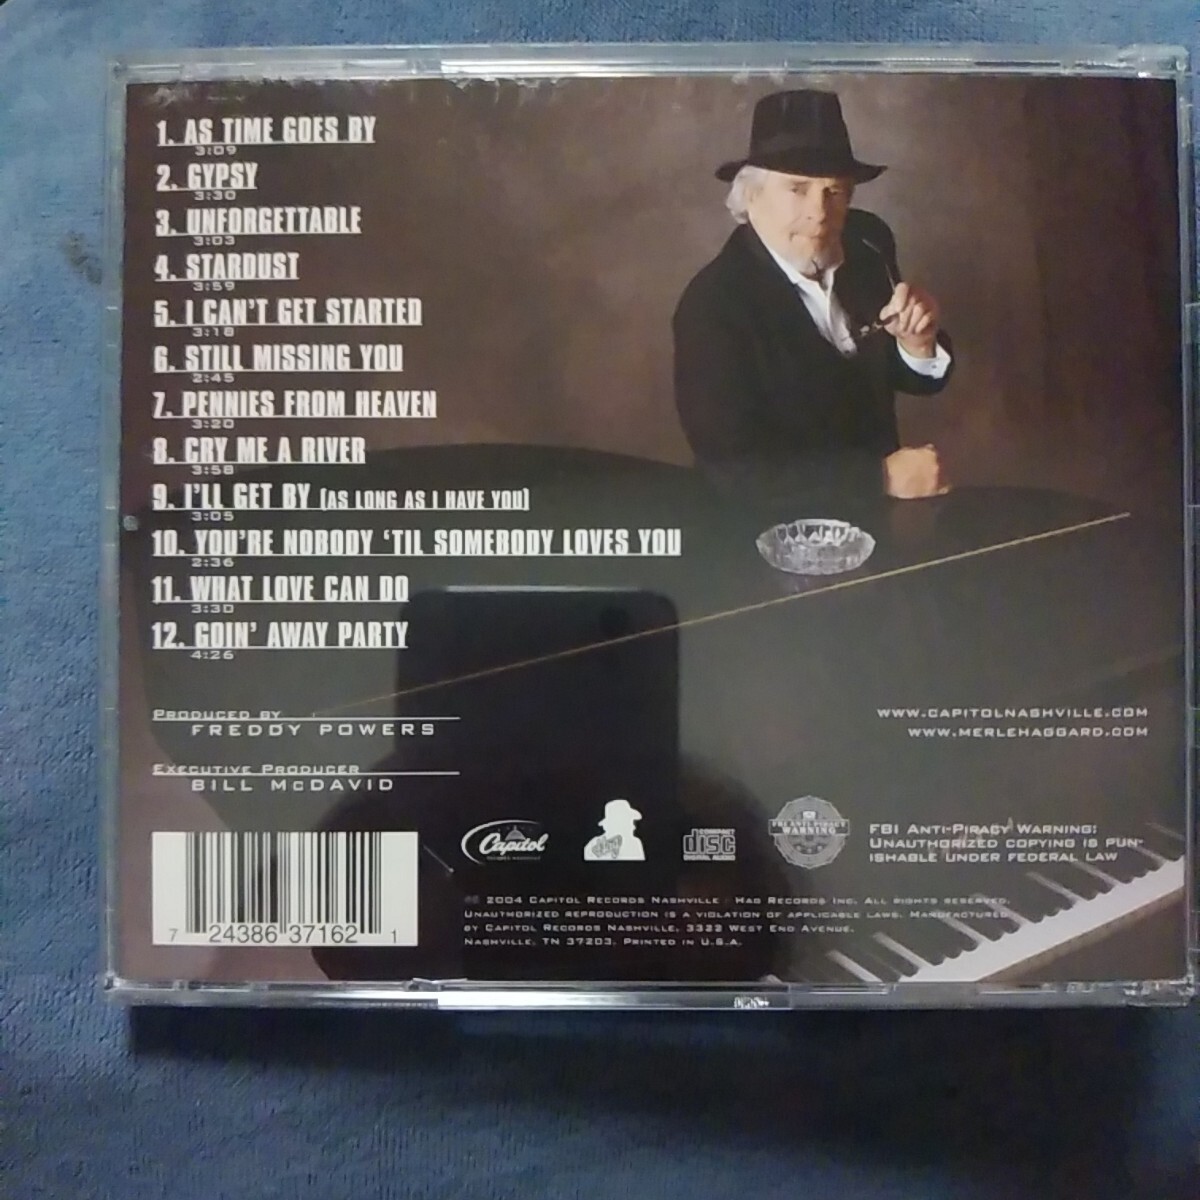 1. AS TIME GOES BY
3:09
2. GYPSY
3:30
3. UNFORGETTABLE
3:03
4. STARDUST
3:59
5. I CAN'T GET STARTED
3:18
6. STILL MISSING YOU
2:45
7. PENNIES FROM HEAVEN
3:20
8. CRY ME A RIVER
3:58
9. I'LL GET BY (AS LONG AS I HAVE YOU)
3:05
10. YOU'RE NOBODY 'TIL SOMEBODY LOVES YOU
2:36
11. WHAT LOVE CAN DO
3:30
12. GOIN' AWAY PARTY
4:26
PRODUCED BY
FREDDY POWERS
EXECUTIVE PRODUCER
BILL McDAVID
WWW.CAPITOLNASHVILLE.COM
WWW.MERLEHAGGARD.COM
7 24386 37162 1
Capitol
COMPACT
disc
DIGITAL AUDIO
FBI ANTI-PIRACY
WARNING
FBI ANTI-PIRACY WARNING:
UNAUTHORIZED COPYING IS PUN-
ISHABLE UNDER FEDERAL LAW
2004 CAPITOL RECORDS NASHVILLE HAG RECORDS INC. ALL RIGHTS RESERVED.
UNAUTHORIZED REPRODUCTION IS A VIOLATION OF APPLICABLE LAWS. MANUFACTURED
BY CAPITOL RECORDS NASHVILLE, 3322 WEST END AVENUE,
NASHVILLE, TN 37203. PRINTED IN U.S.A.